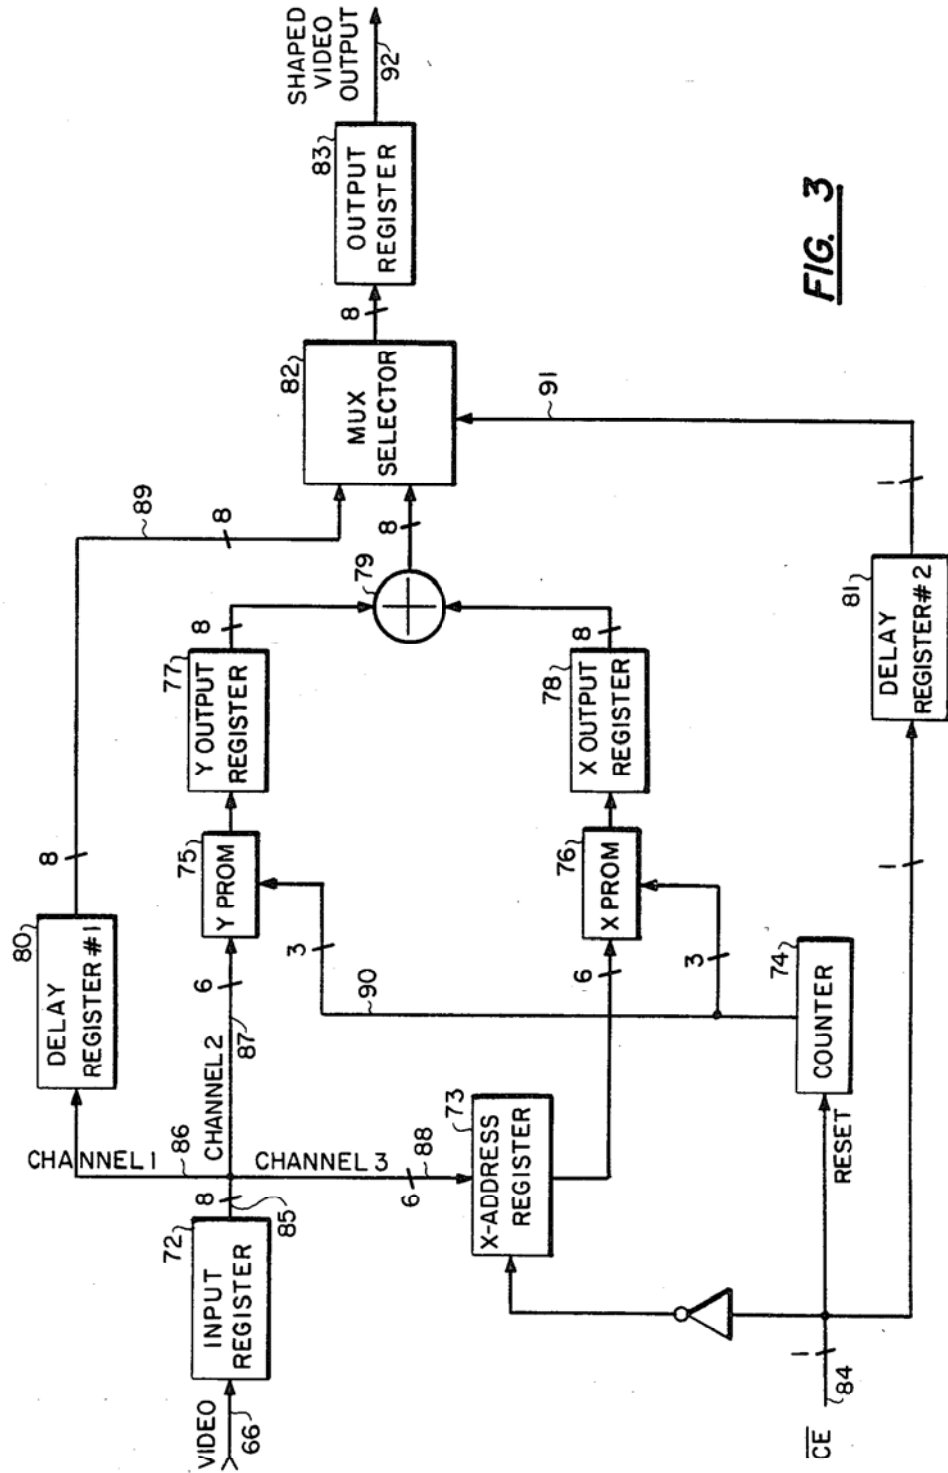 VIDEO
66
INPUT
REGISTER
72
8
85
CHANNEL 1
86
CHANNEL 2
87
6
CHANNEL 3
88
6
DELAY
REGISTER #1
80
8
89
8
X-ADDRESS
REGISTER
73
Y PROM
75
3
90
6
X PROM
76
3
Y OUTPUT
REGISTER
77
8
X OUTPUT
REGISTER
78
8
79
8
MUX
SELECTOR
82
8
OUTPUT
REGISTER
83
SHAPED
VIDEO
OUTPUT
92
CE
84
1
RESET
COUNTER
74
1
DELAY
REGISTER #2
81
1
91
FIG. 3